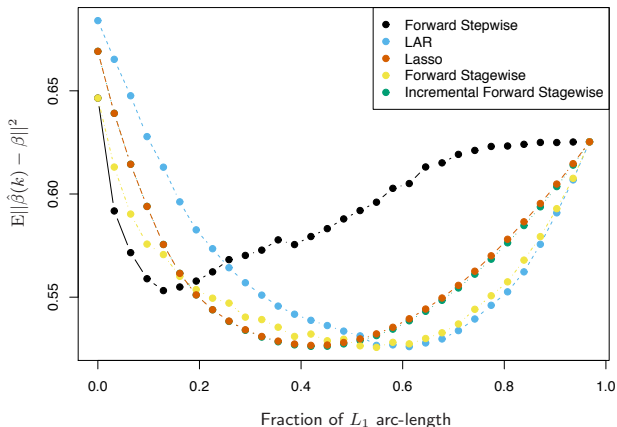 Forward Stepwise
LAR
Lasso
Forward Stagewise
Incremental Forward Stagewise
E||β̂(k) − β||²
0.65
0.60
0.55
0.0 0.2 0.4 0.6 0.8 1.0
Fraction of L₁ arc-length